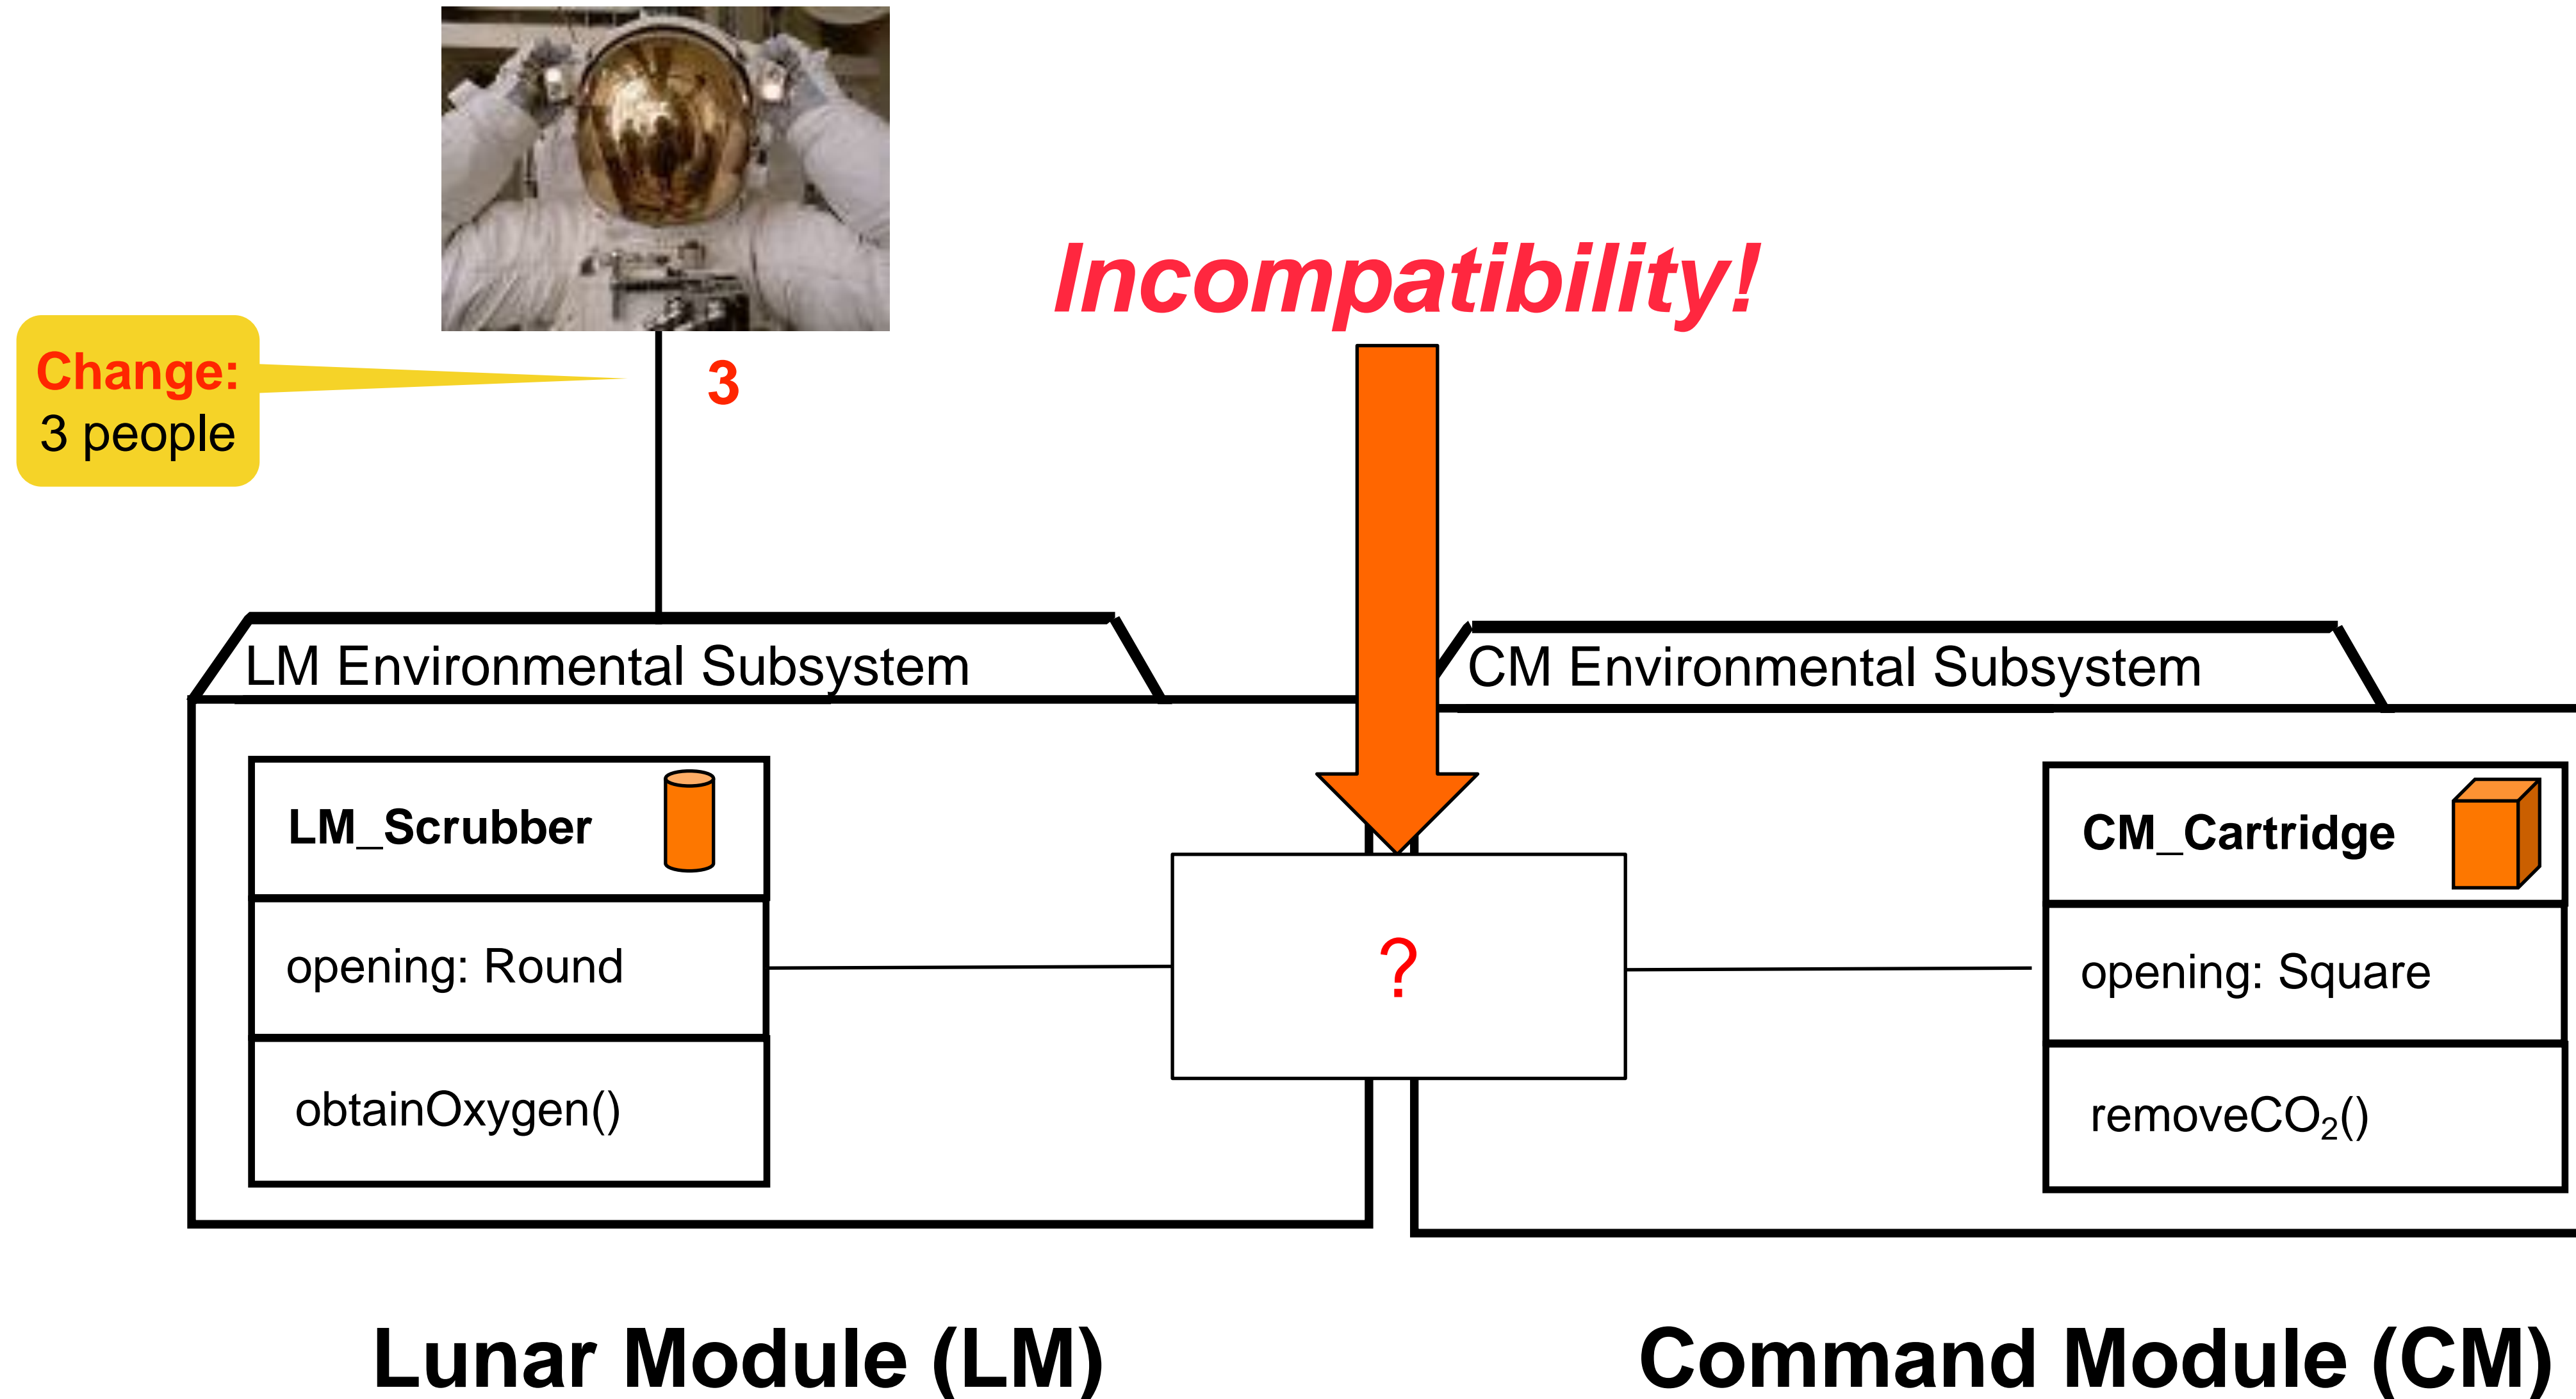 Incompatibility!
Change:
3 people
3
LM Environmental Subsystem
CM Environmental Subsystem
LM_Scrubber
opening: Round
obtainOxygen()
?
CM_Cartridge
opening: Square
removeCO₂()
Lunar Module (LM)
Command Module (CM)